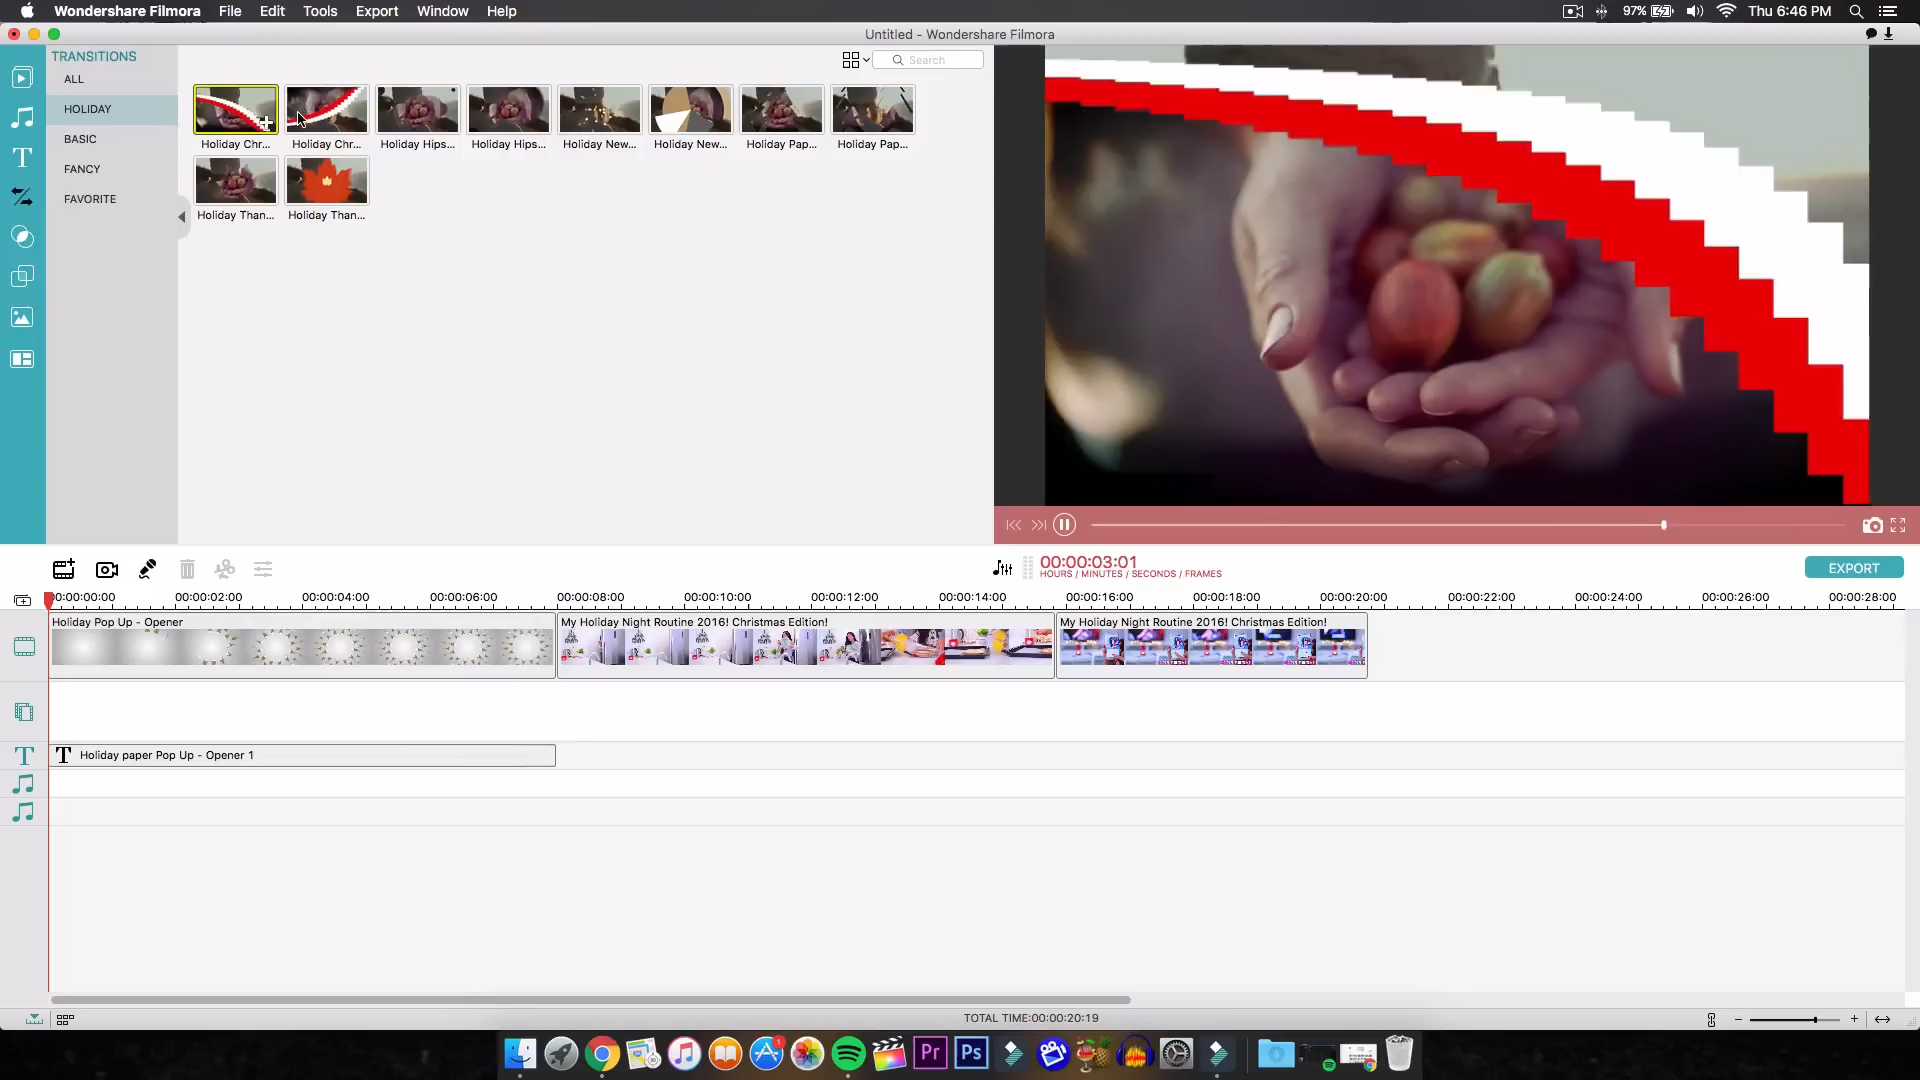 Wondershare Filmora File Edit Tools Export Window Help 97% Thu 6:46 PM
Untitled - Wondershare Filmora
TRANSITIONS
ALL
HOLIDAY
BASIC
FANCY
FAVORITE
Search
Holiday Chr... Holiday Chr... Holiday Hips... Holiday Hips... Holiday New... Holiday New... Holiday Pap... Holiday Pap...
Holiday Than... Holiday Than...
00:00:03:01
HOURS / MINUTES / SECONDS / FRAMES
EXPORT
00:00:00:00 00:00:02:00 00:00:04:00 00:00:06:00 00:00:08:00 00:00:10:00 00:00:12:00 00:00:14:00 00:00:16:00 00:00:18:00 00:00:20:00 00:00:22:00 00:00:24:00 00:00:26:00 00:00:28:00
Holiday Pop Up - Opener My Holiday Night Routine 2016! Christmas Edition! My Holiday Night Routine 2016! Christmas Edition!
T Holiday paper Pop Up - Opener 1
TOTAL TIME:00:00:20:19
Pr Ps